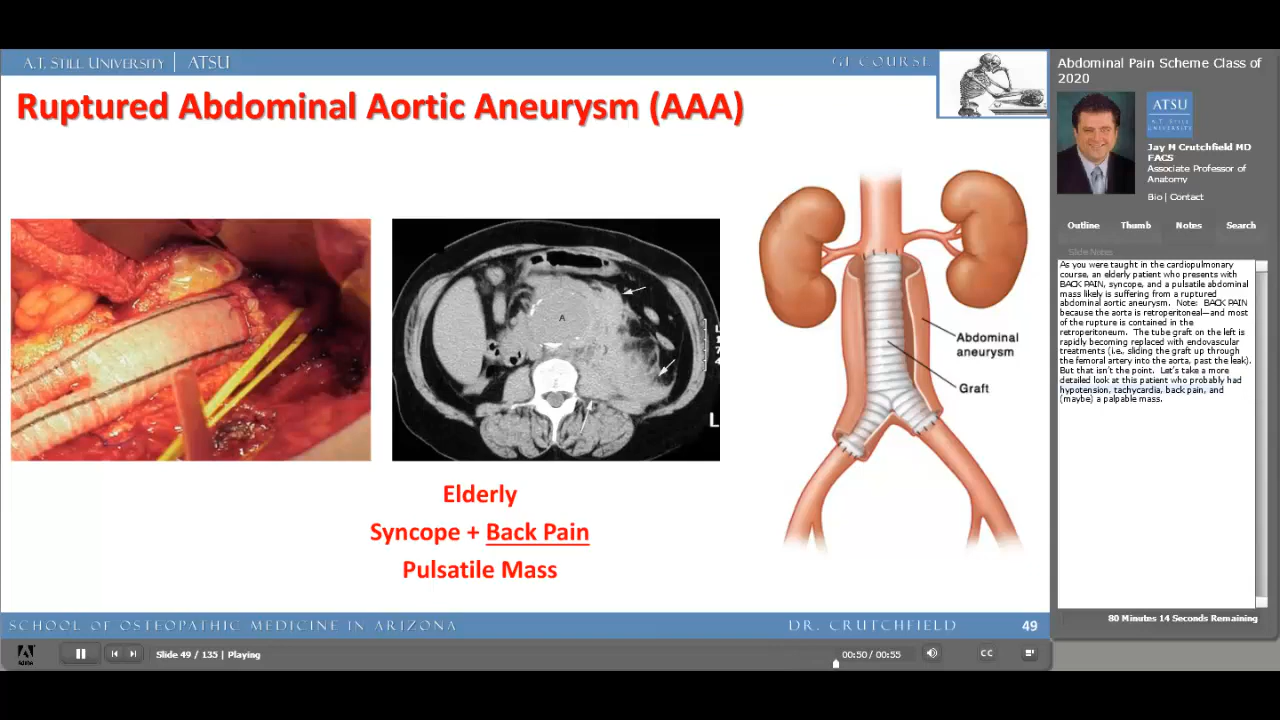 A.T. STILL UNIVERSITY | ATSU
GI COURSE
Ruptured Abdominal Aortic Aneurysm (AAA)
A
L
Abdominal
aneurysm
Graft
Elderly
Syncope + Back Pain
Pulsatile Mass
SCHOOL OF OSTEOPATHIC MEDICINE IN ARIZONA
DR. CRUTCHFIELD
49
Abdominal Pain Scheme Class of
2020
ATSU
A.T. STILL
UNIVERSITY
Jay M Crutchfield MD
FACS
Associate Professor of
Anatomy
Bio | Contact
Outline
Thumb
Notes
Search
Slide Notes
As you were taught in the cardiopulmonary
course, an elderly patient who presents with
BACK PAIN, syncope, and a pulsatile abdominal
mass likely is suffering from a ruptured
abdominal aortic aneurysm. Note: BACK PAIN
because the aorta is retroperitoneal—and most
of the rupture is contained in the
retroperitoneum. The tube graft on the left is
rapidly becoming replaced with endovascular
treatments (i.e., sliding the graft up through
the femoral artery into the aorta, past the leak).
But that isn't the point. Let's take a more
detailed look at this patient who probably had
hypotension, tachycardia, back pain, and
(maybe) a palpable mass.
80 Minutes 14 Seconds Remaining
Adobe
Slide 49 / 135 | Playing
00:50 / 00:55
CC